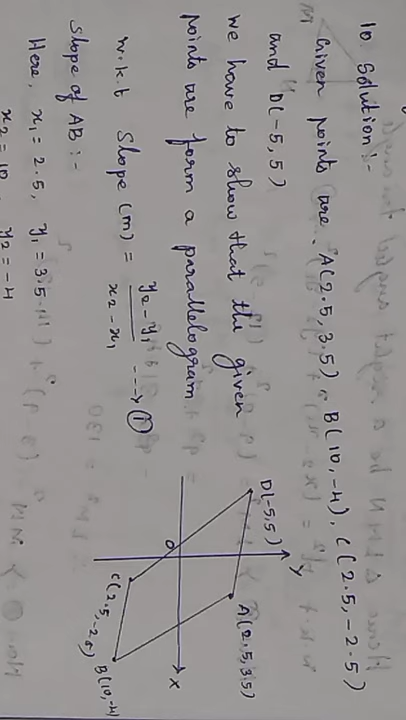 10. Solution:-
Given points are. A(2.5, 3.5), B(10,-4), C(2.5,-2.5)
and D(-5,5)
we have to show that the given
points are form a parallelogram
w.k.t Slope (m) = y2-y1 / x2-x1 ---> ①
Slope of AB:-
Here, x1=2.5, y1=3.5
x2=10, y2=-4
D(-5,5)
Y
A(2.5,3.5)
O
X
C(2.5,-2.5)
B(10,-4)